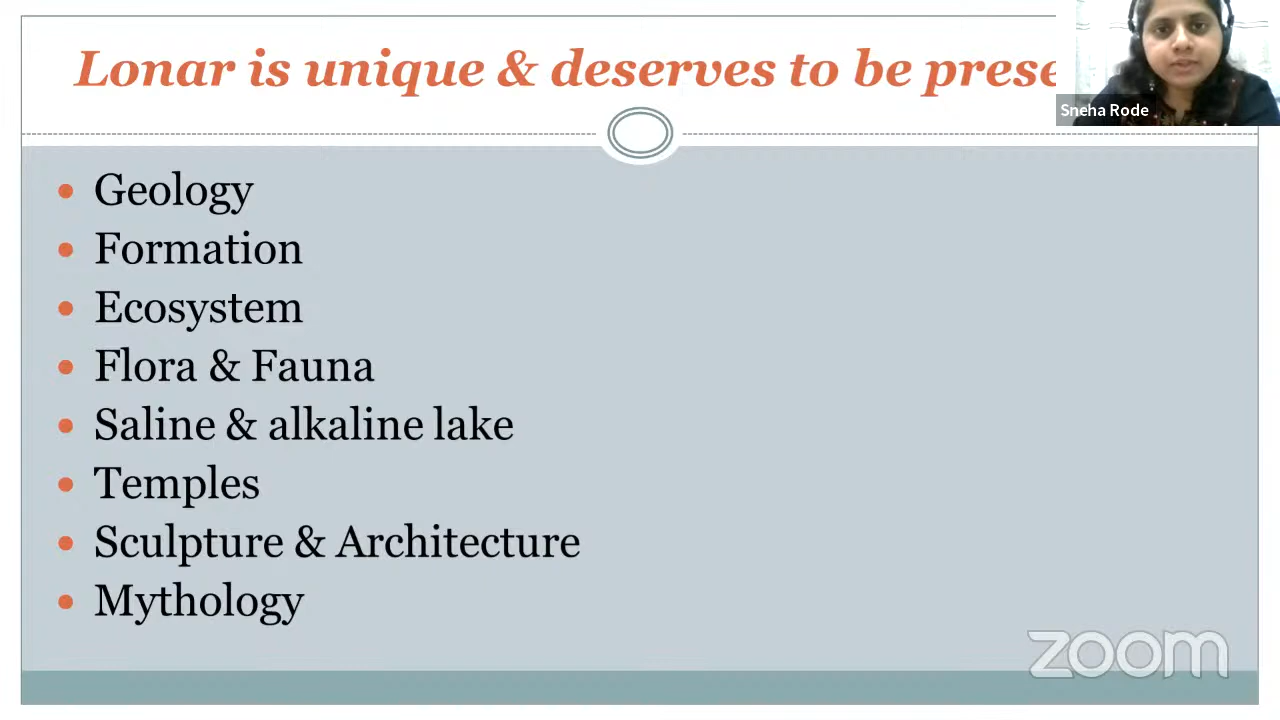 Lonar is unique & deserves to be prese
Sneha Rode
Geology
Formation
Ecosystem
Flora & Fauna
Saline & alkaline lake
Temples
Sculpture & Architecture
Mythology
zoom